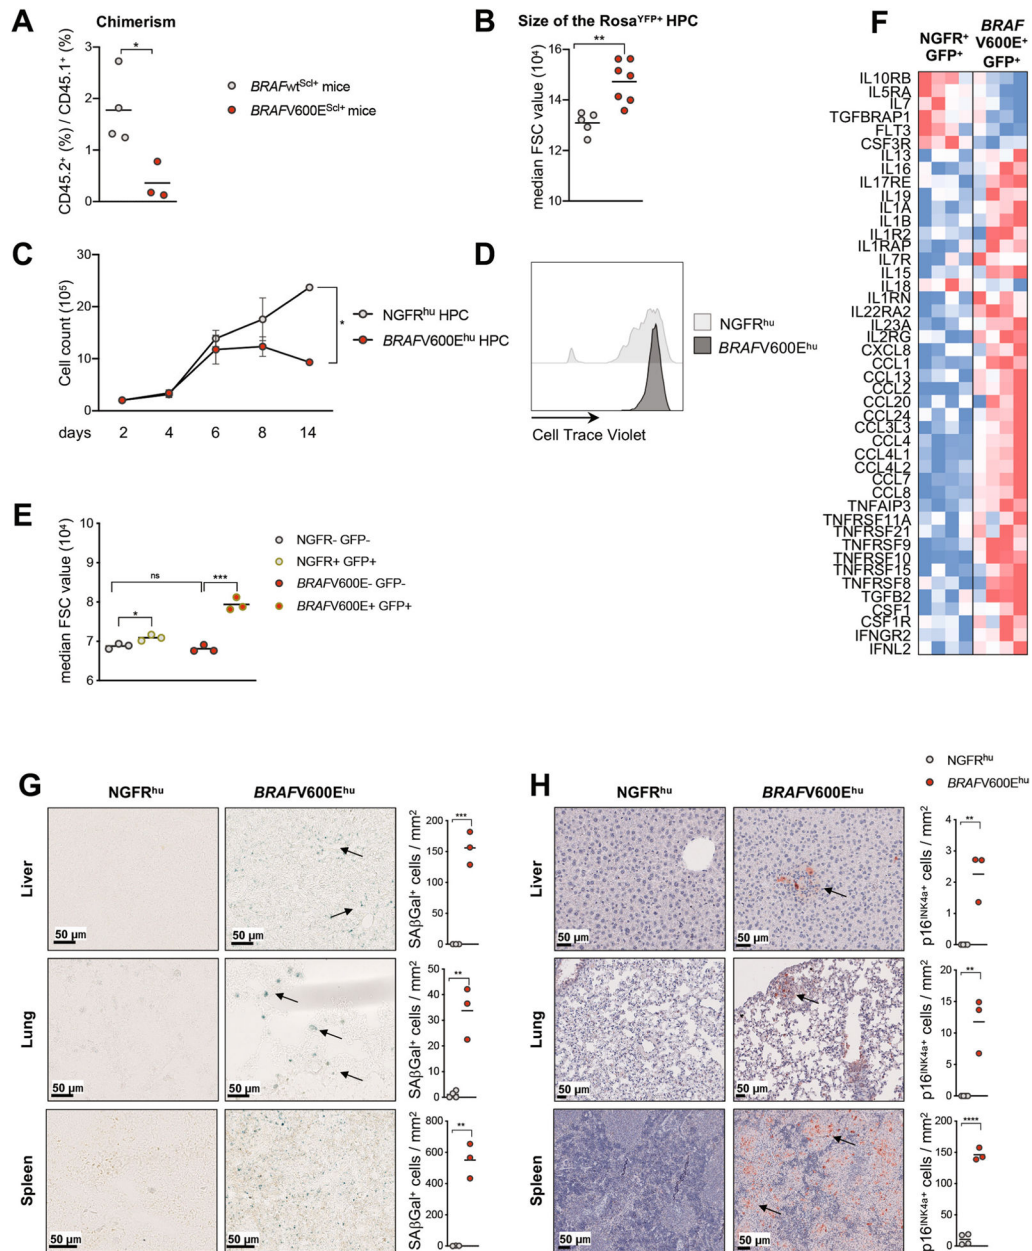 A
Chimerism
*
CD45.2⁺ (%) / CD45.1⁺ (%)
3
2
1
0
BRAFwtScl+ mice
BRAFV600EScl+ mice
B
Size of the RosaYFP+ HPC
**
median FSC value (10⁴)
16
14
12
10
C
Cell count (10⁵)
30
20
10
0
days
2
4
6
8
14
*
NGFRhu HPC
BRAFV600Ehu HPC
D
NGFRhu
BRAFV600Ehu
Cell Trace Violet
E
median FSC value (10⁴)
10
9
8
7
6
ns
***
*
NGFR- GFP-
NGFR+ GFP+
BRAFV600E- GFP-
BRAFV600E+ GFP+
F
NGFR⁺
GFP⁺
BRAF
V600E⁺
GFP⁺
IL10RB
IL5RA
IL7
TGFBRAP1
FLT3
CSF3R
IL13
IL16
IL17RE
IL19
IL1A
IL1B
IL1R2
IL1RAP
IL7R
IL15
IL18
IL1RN
IL22RA2
IL23A
IL2RG
CXCL8
CCL1
CCL13
CCL2
CCL20
CCL24
CCL3L3
CCL4
CCL4L1
CCL4L2
CCL7
CCL8
TNFAIP3
TNFRSF11A
TNFRSF21
TNFRSF9
TNFRSF10
TNFRSF15
TNFRSF8
TGFB2
CSF1
CSF1R
IFNGR2
IFNL2
G
NGFRhu
BRAFV600Ehu
Liver
50 µm
50 µm
SAβGal⁺ cells / mm²
200
150
100
50
0
***
Lung
50 µm
50 µm
SAβGal⁺ cells / mm²
50
40
30
20
10
0
**
Spleen
50 µm
50 µm
SAβGal⁺ cells / mm²
800
600
400
200
0
**
H
NGFRhu
BRAFV600Ehu
NGFRhu
BRAFV600Ehu
Liver
50 µm
50 µm
p16INK4a+ cells / mm²
4
3
2
1
0
**
Lung
50 µm
50 µm
p16INK4a+ cells / mm²
20
15
10
5
0
**
Spleen
50 µm
50 µm
p16INK4a+ cells / mm²
200
150
100
50
0
****